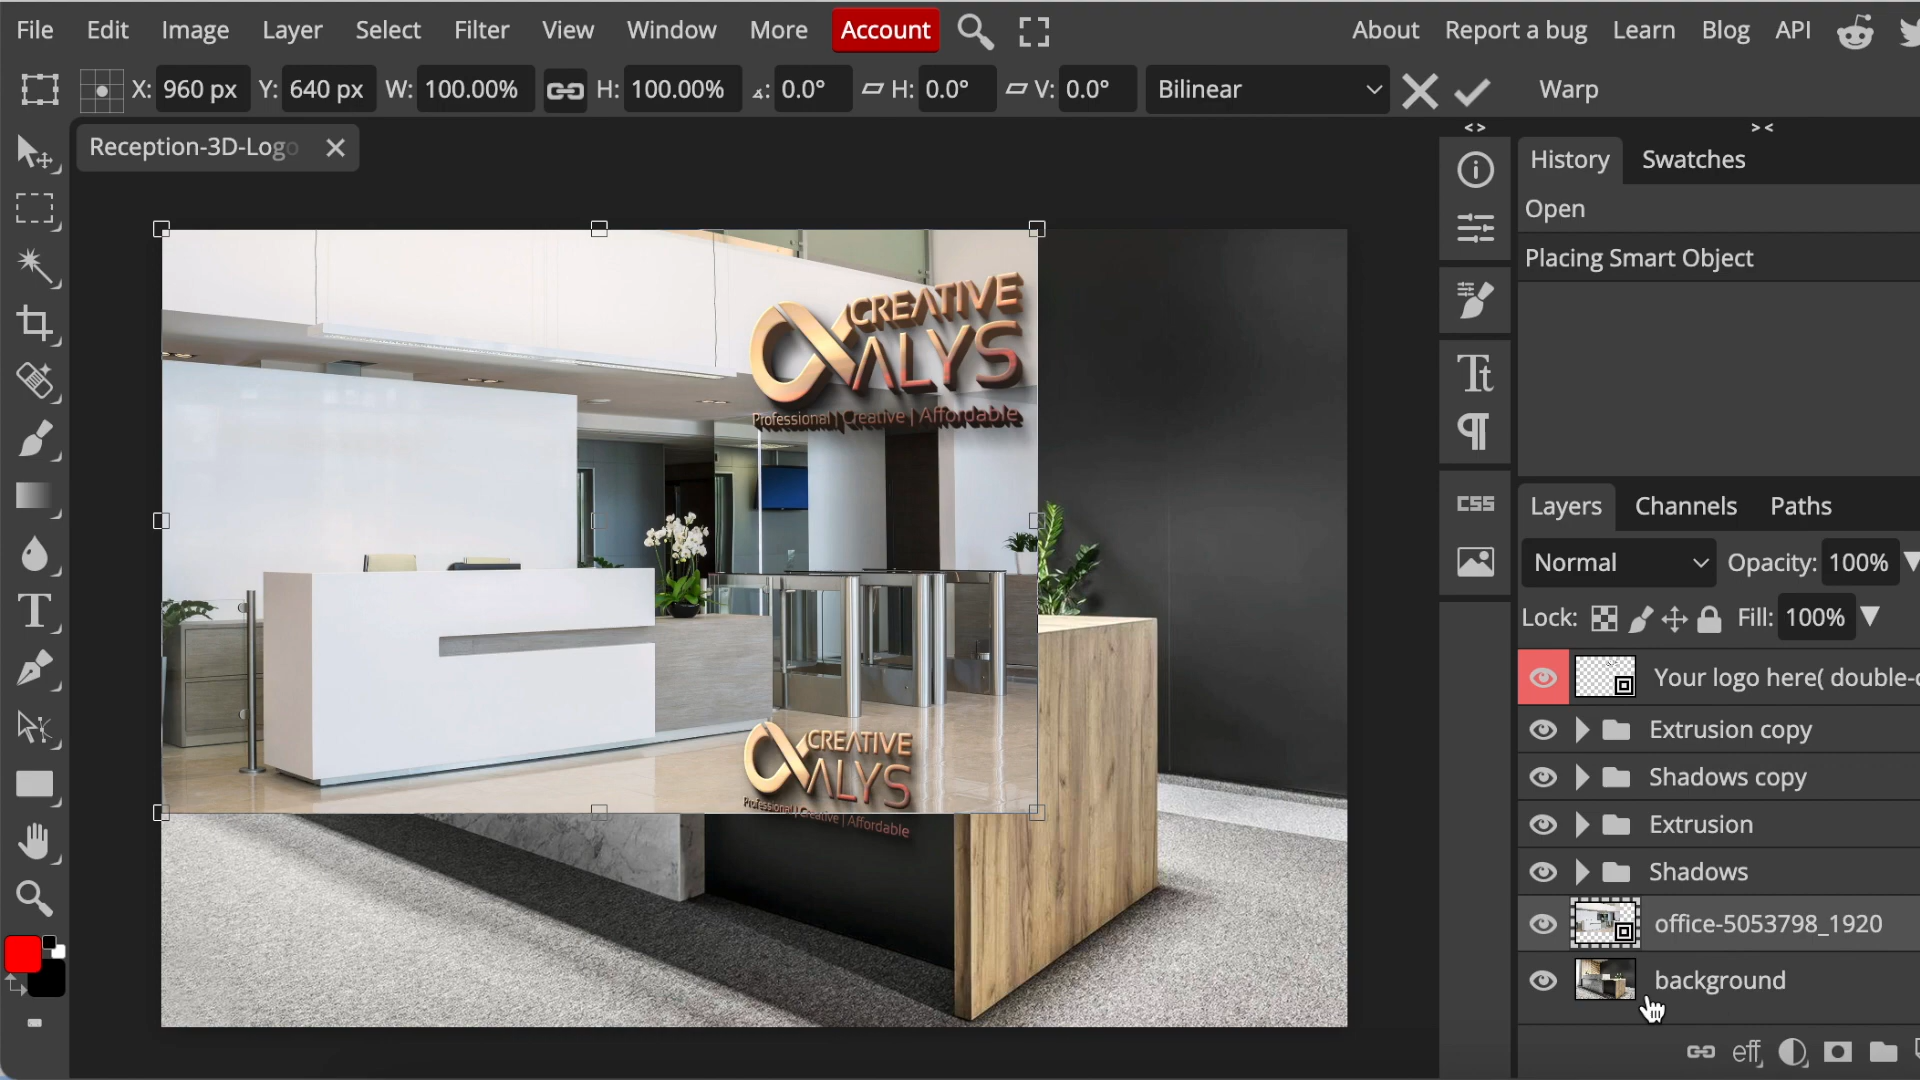 File Edit Image Layer Select Filter View Window More Account About Report a bug Learn Blog API
X: 960 px Y: 640 px W: 100.00% H: 100.00% 0.0° H: 0.0° V: 0.0° Bilinear Warp
Reception-3D-Logo
< >
> <
History Swatches
Open
Placing Smart Object
CREATIVE
ALYS
Professional | Creative | Affordable
CREATIVE
ALYS
Professional | Creative | Affordable
CSS
Layers Channels Paths
Normal Opacity: 100%
Lock: Fill: 100%
Your logo here( double-c
Extrusion copy
Shadows copy
Extrusion
Shadows
office-5053798_1920
background
eff